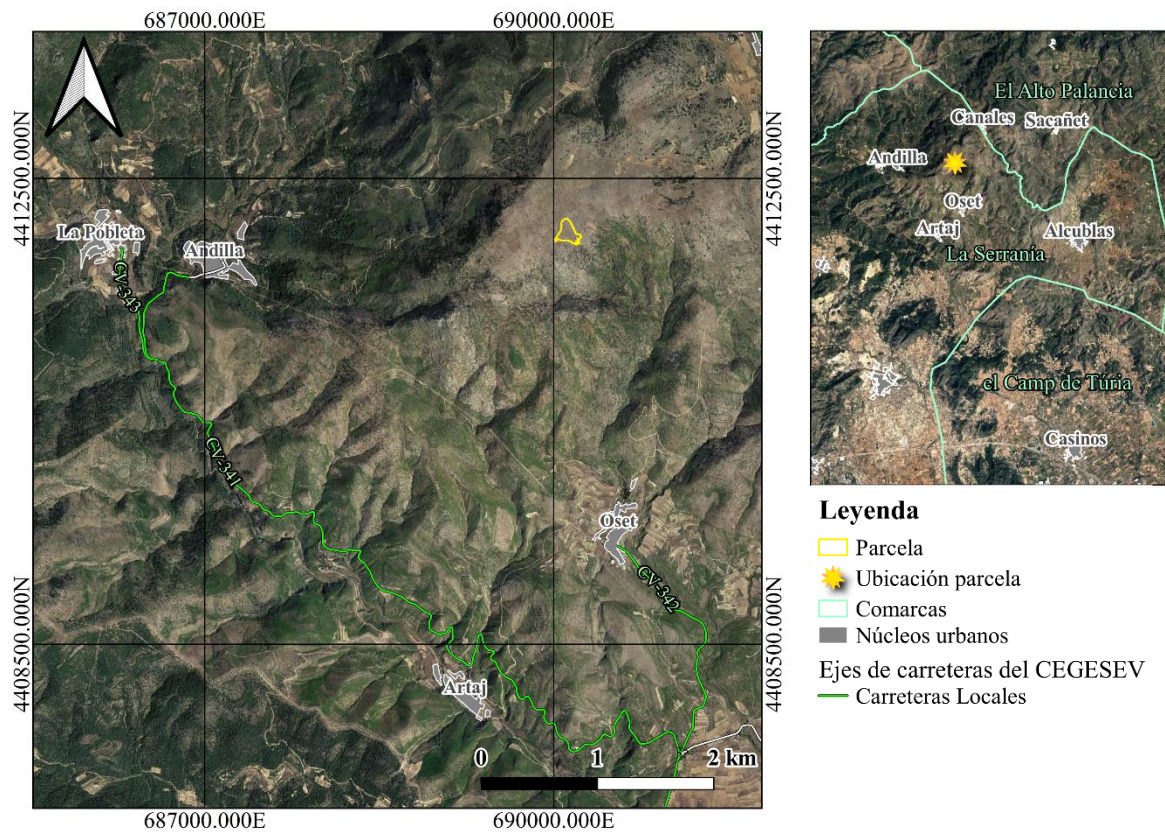 687000.000E
690000.000E
4412500.000N
4412500.000N
La Pobleta
Andilla
CV-343
CV-341
Oset
CV-342
4408500.000N
4408500.000N
Artaj
0 1 2 km
687000.000E
690000.000E
El Alto Palancia
Canales
Sacañet
Andilla
Oset
Artaj
Alcublas
La Serranía
el Camp de Túria
Casinos
Leyenda
Parcela
Ubicación parcela
Comarcas
Núcleos urbanos
Ejes de carreteras del CEGESEV
Carreteras Locales